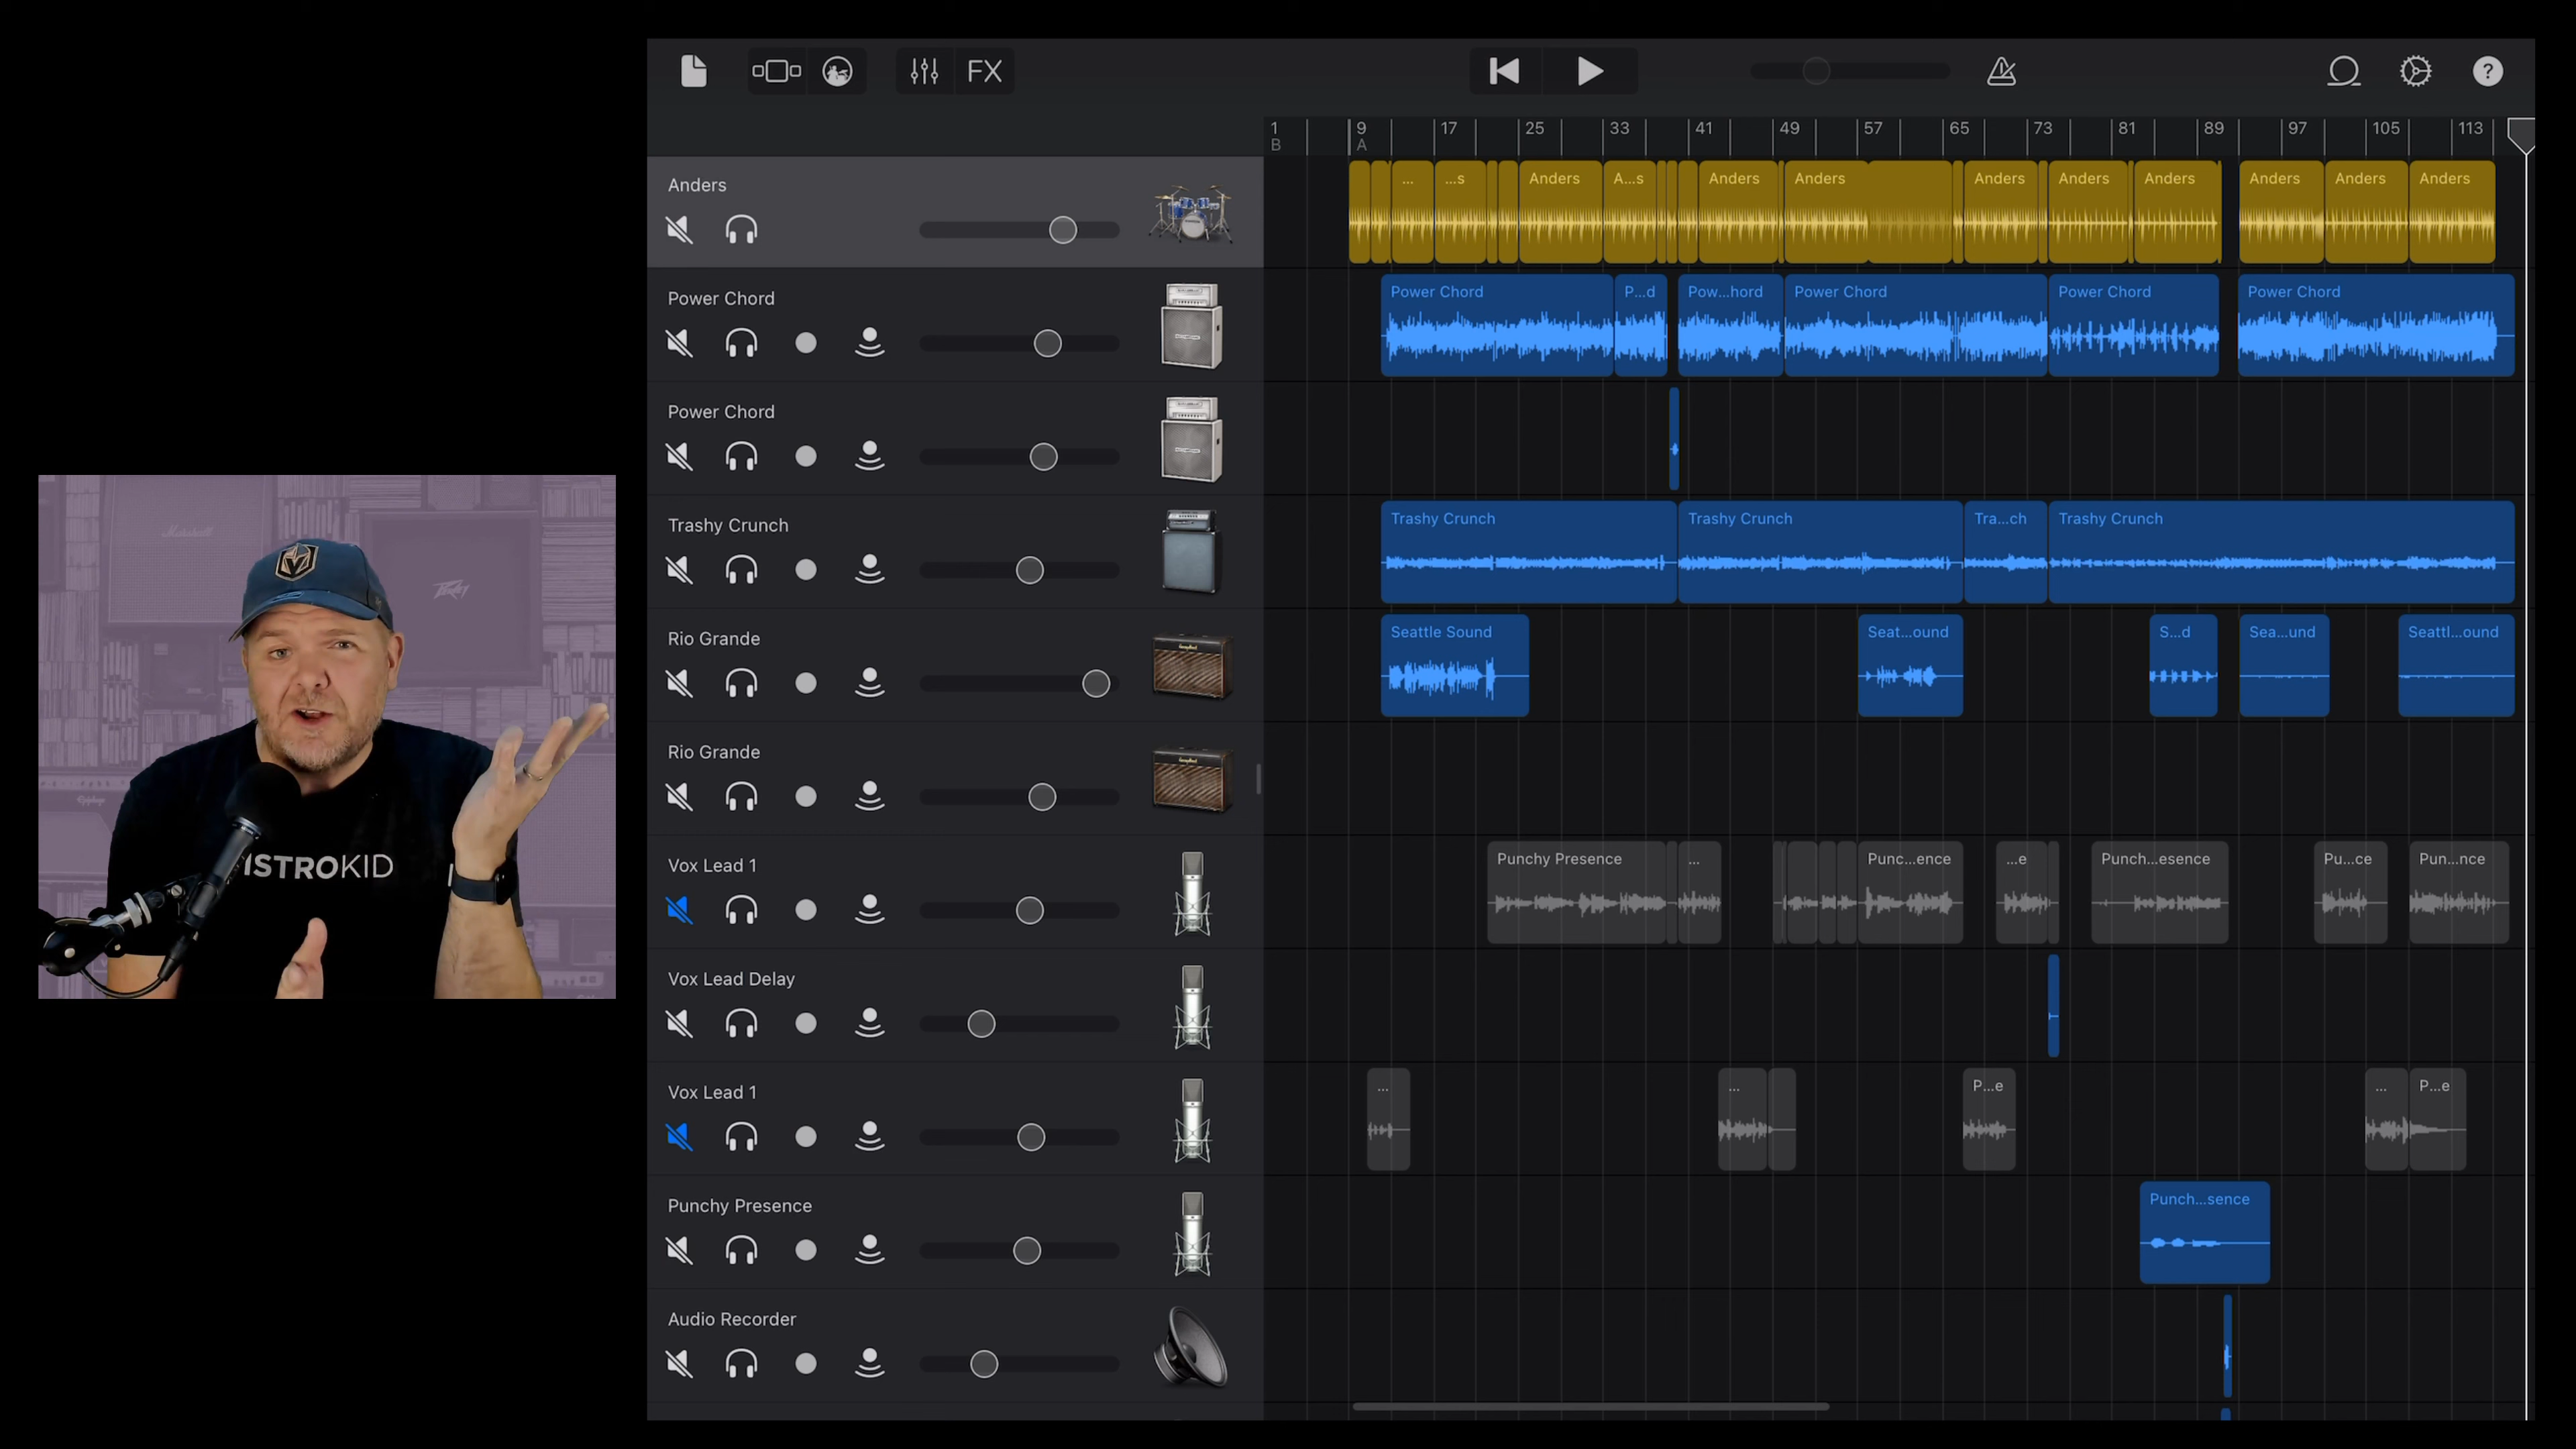 FX
?
1 9 17 25 33 41 49 57 65 73 81 89 97 105 113
B A
Anders
... ...s Anders A...s Anders Anders Anders Anders Anders Anders Anders Anders
Power Chord
Power Chord P...d Pow...hord Power Chord Power Chord Power Chord
Power Chord
Trashy Crunch
Trashy Crunch Trashy Crunch Tra...ch Trashy Crunch
Rio Grande
Seattle Sound Seat...ound S...d Sea...und Seattl...ound
Rio Grande
Vox Lead 1
Punchy Presence ... Punc...ence ...e Punch...esence Pu...ce Pun...nce
Vox Lead Delay
Vox Lead 1
... ... P...e ... P...e
Punchy Presence
Punch...sence
Audio Recorder
Marshall
PEAVEY
Epiphone
ISTROKID